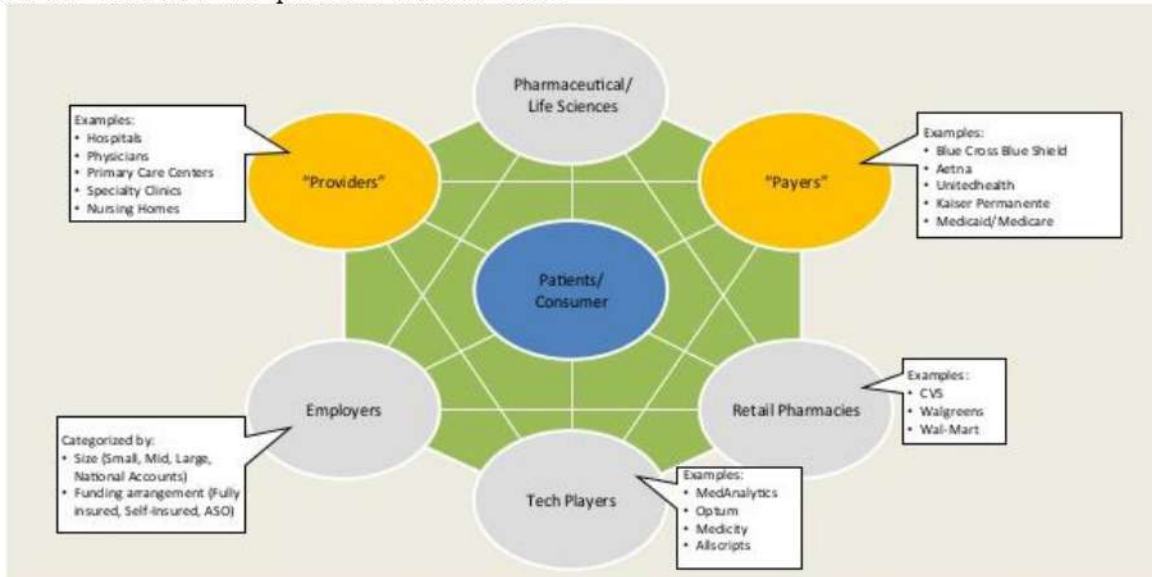 Pharmaceutical/
Life Sciences
Examples:
• Hospitals
• Physicians
• Primary Care Centers
• Specialty Clinics
• Nursing Homes
"Providers"
"Payers"
Examples:
• Blue Cross Blue Shield
• Aetna
• Unitedhealth
• Kaiser Permanente
• Medicaid/Medicare
Patients/
Consumer
Employers
Categorized by:
• Size (Small, Mid, Large,
National Accounts)
• Funding arrangement (Fully
insured, Self-Insured, ASO)
Retail Pharmacies
Examples:
• CVS
• Walgreens
• Wal-Mart
Tech Players
Examples:
• MedAnalytics
• Optum
• Medicity
• Allscripts